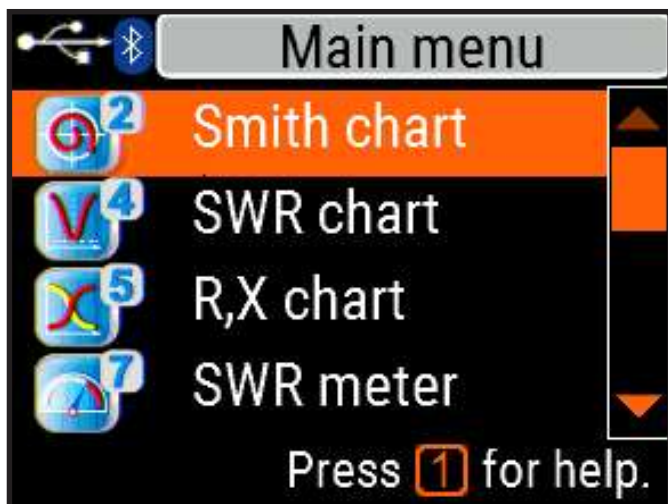 Main menu
2 Smith chart
4 SWR chart
5 R,X chart
7 SWR meter
Press 1 for help.